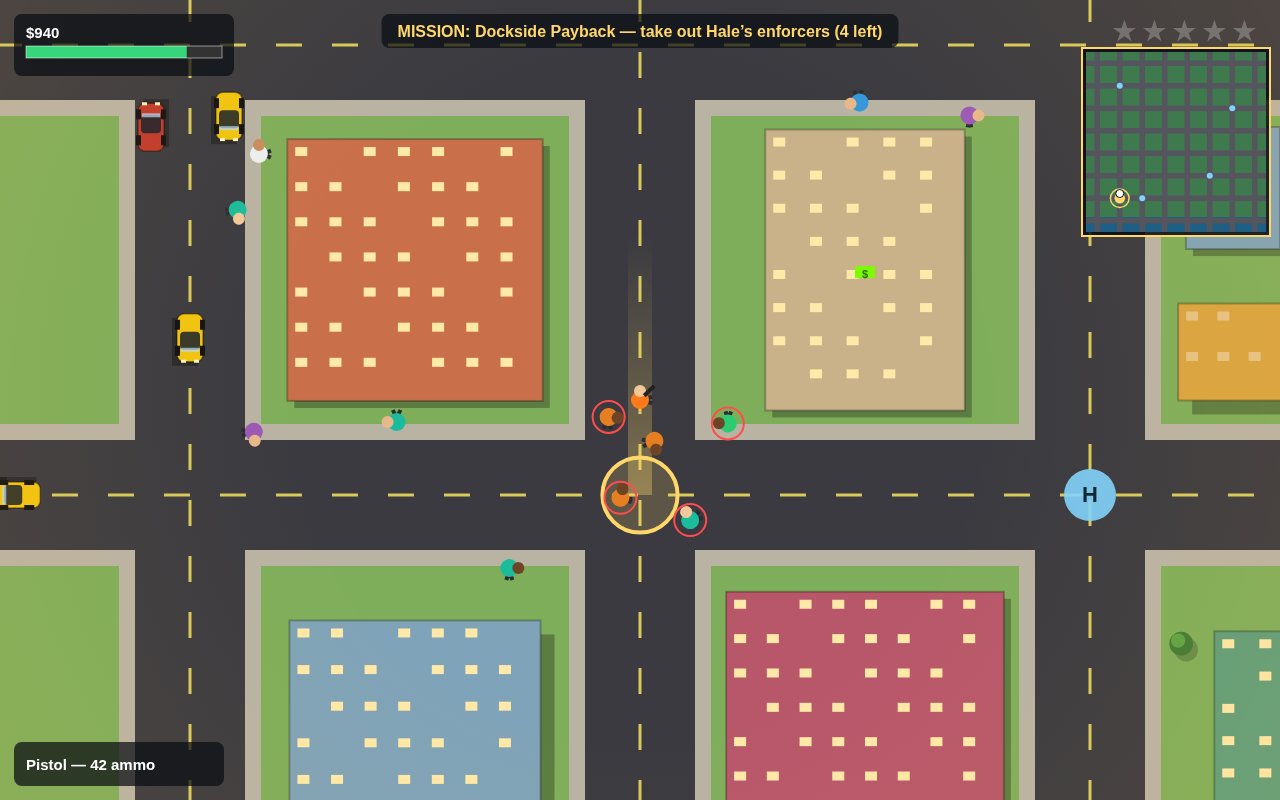 $940
MISSION: Dockside Payback — take out Hale’s enforcers (4 left)
$
H
Pistol — 42 ammo